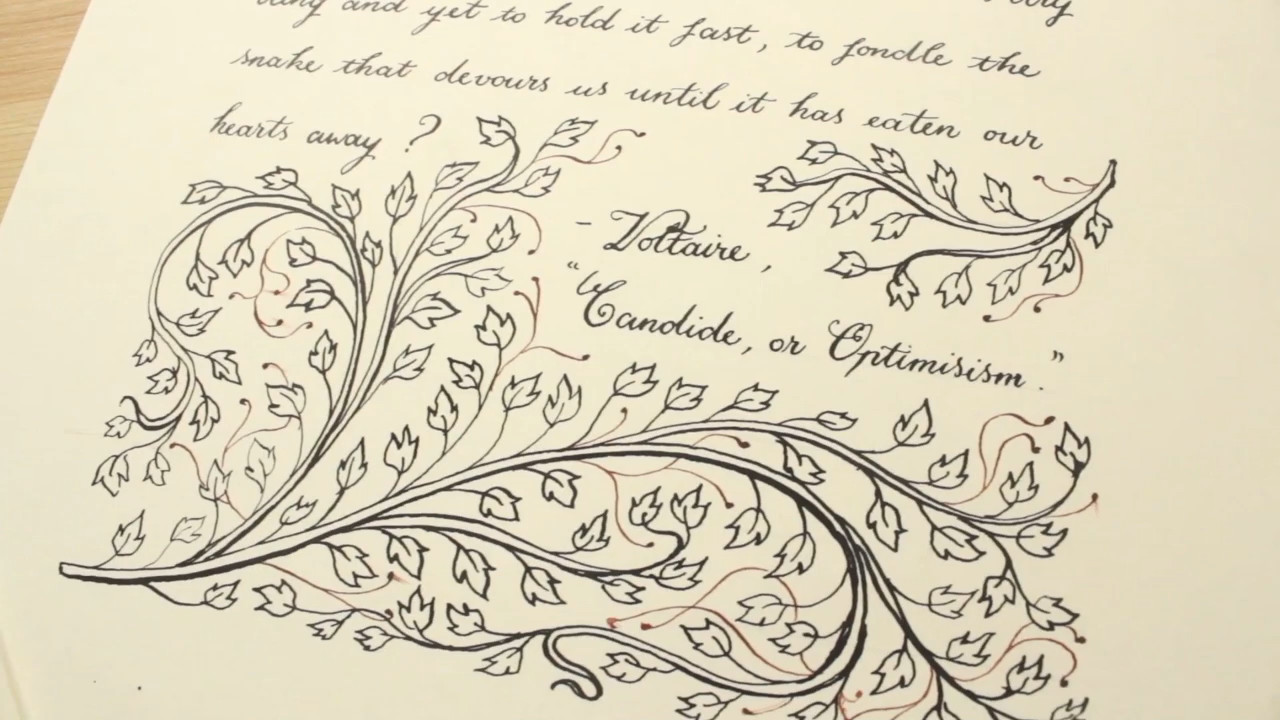 and yet to hold it fast, to fondle the
snake that devours us until it has eaten our
hearts away ?
- Voltaire ,
"Candide, or Optimisism."